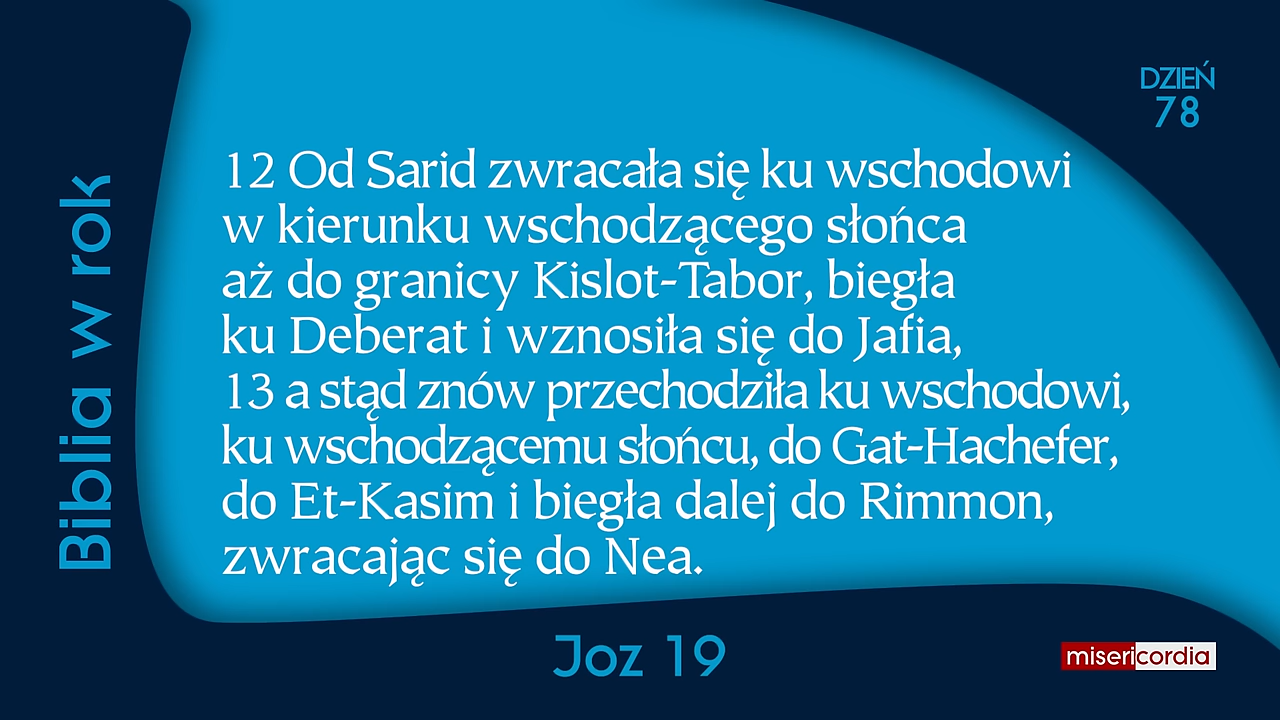 DZIEŃ
78
Biblia w rok
12 Od Sarid zwracała się ku wschodowi
w kierunku wschodzącego słońca
aż do granicy Kislot-Tabor, biegła
ku Deberat i wznosiła się do Jafia,
13 a stąd znów przechodziła ku wschodowi,
ku wschodzącemu słońcu, do Gat-Hachefer,
do Et-Kasim i biegła dalej do Rimmon,
zwracając się do Nea.
Joz 19
misericordia